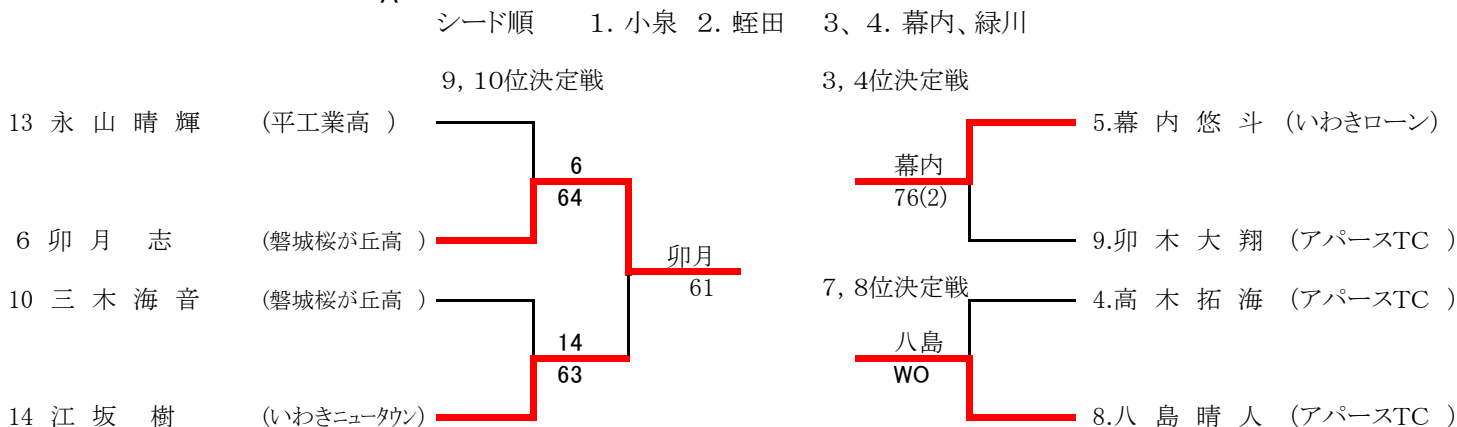 シード順 1. 小泉 2. 蛭田 3、4. 幕内、緑川
9, 10位決定戦
13 永 山 晴 輝 (平工業高 )
6
64
6 卯 月 志 (磐城桜が丘高 )
卯月
61
10 三 木 海 音 (磐城桜が丘高 )
14
63
14 江 坂 樹 (いわきニュータウン)
3, 4位決定戦
5.幕 内 悠 斗 (いわきローン)
幕内
76(2)
9.卯 木 大 翔 (アパースTC )
7, 8位決定戦
4.高 木 拓 海 (アパースTC )
八島
WO
8.八 島 晴 人 (アパースTC )